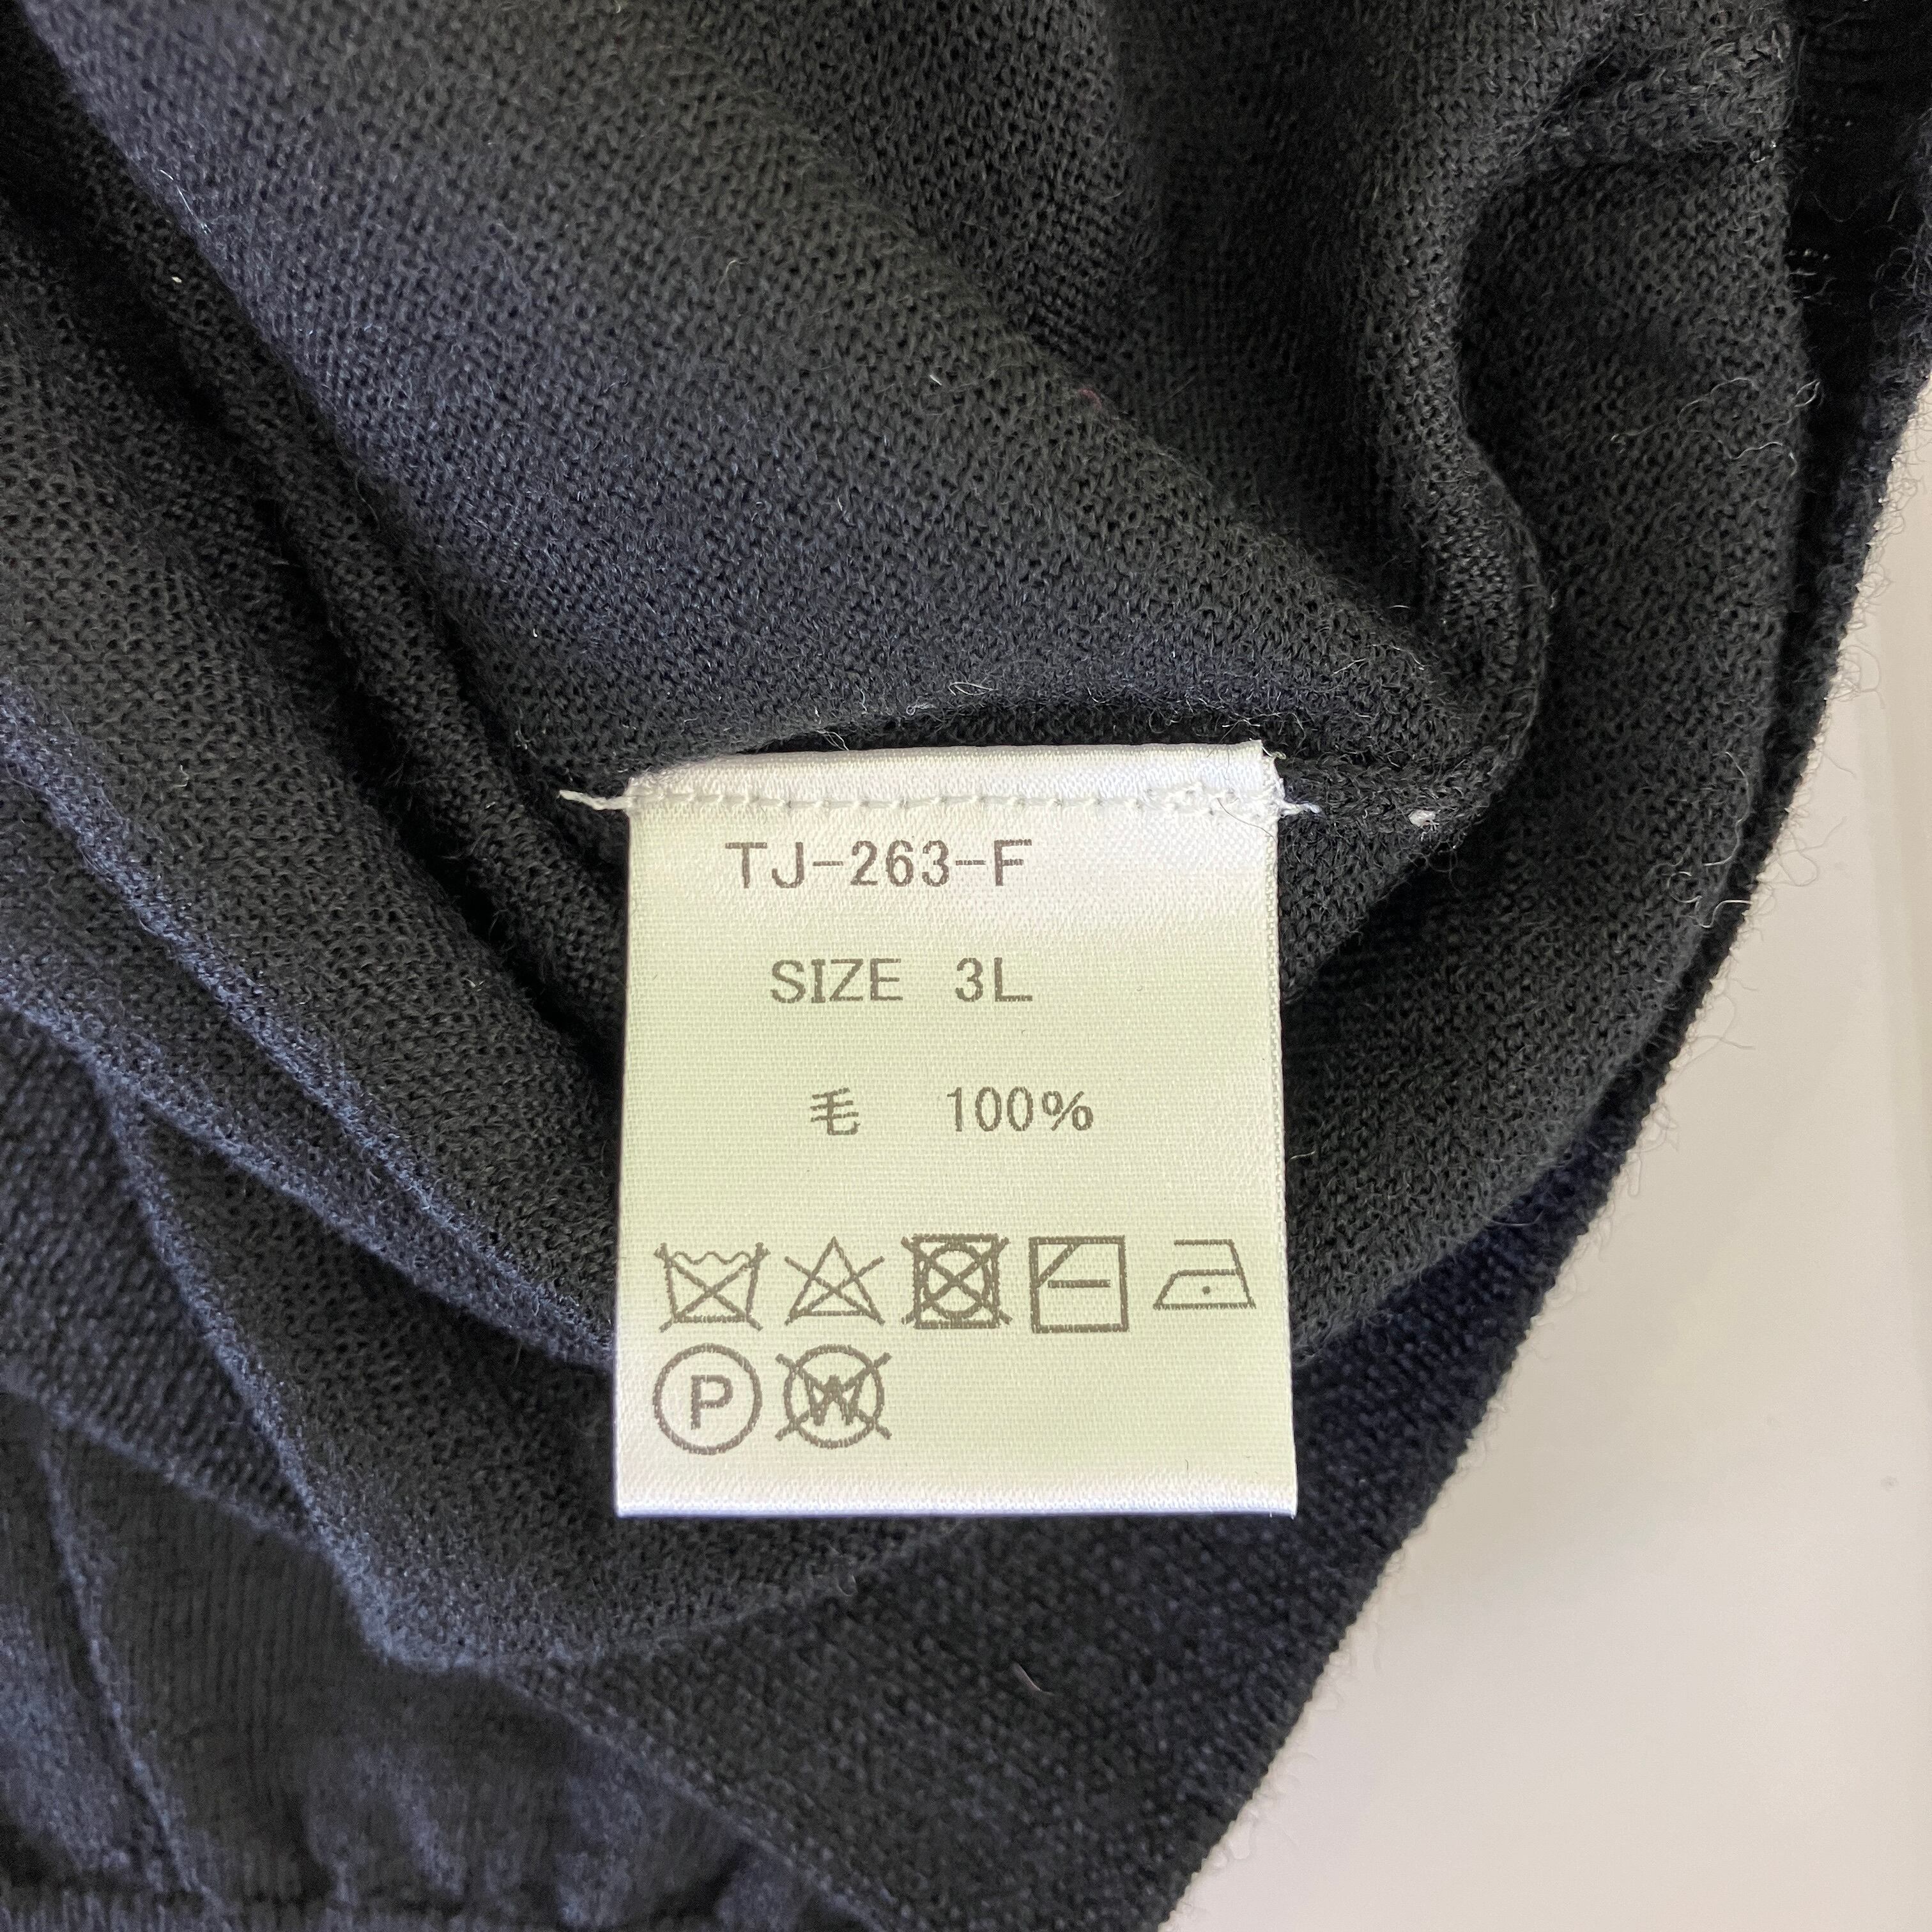 TJ-263-F
SIZE 3L
毛 100%
P W